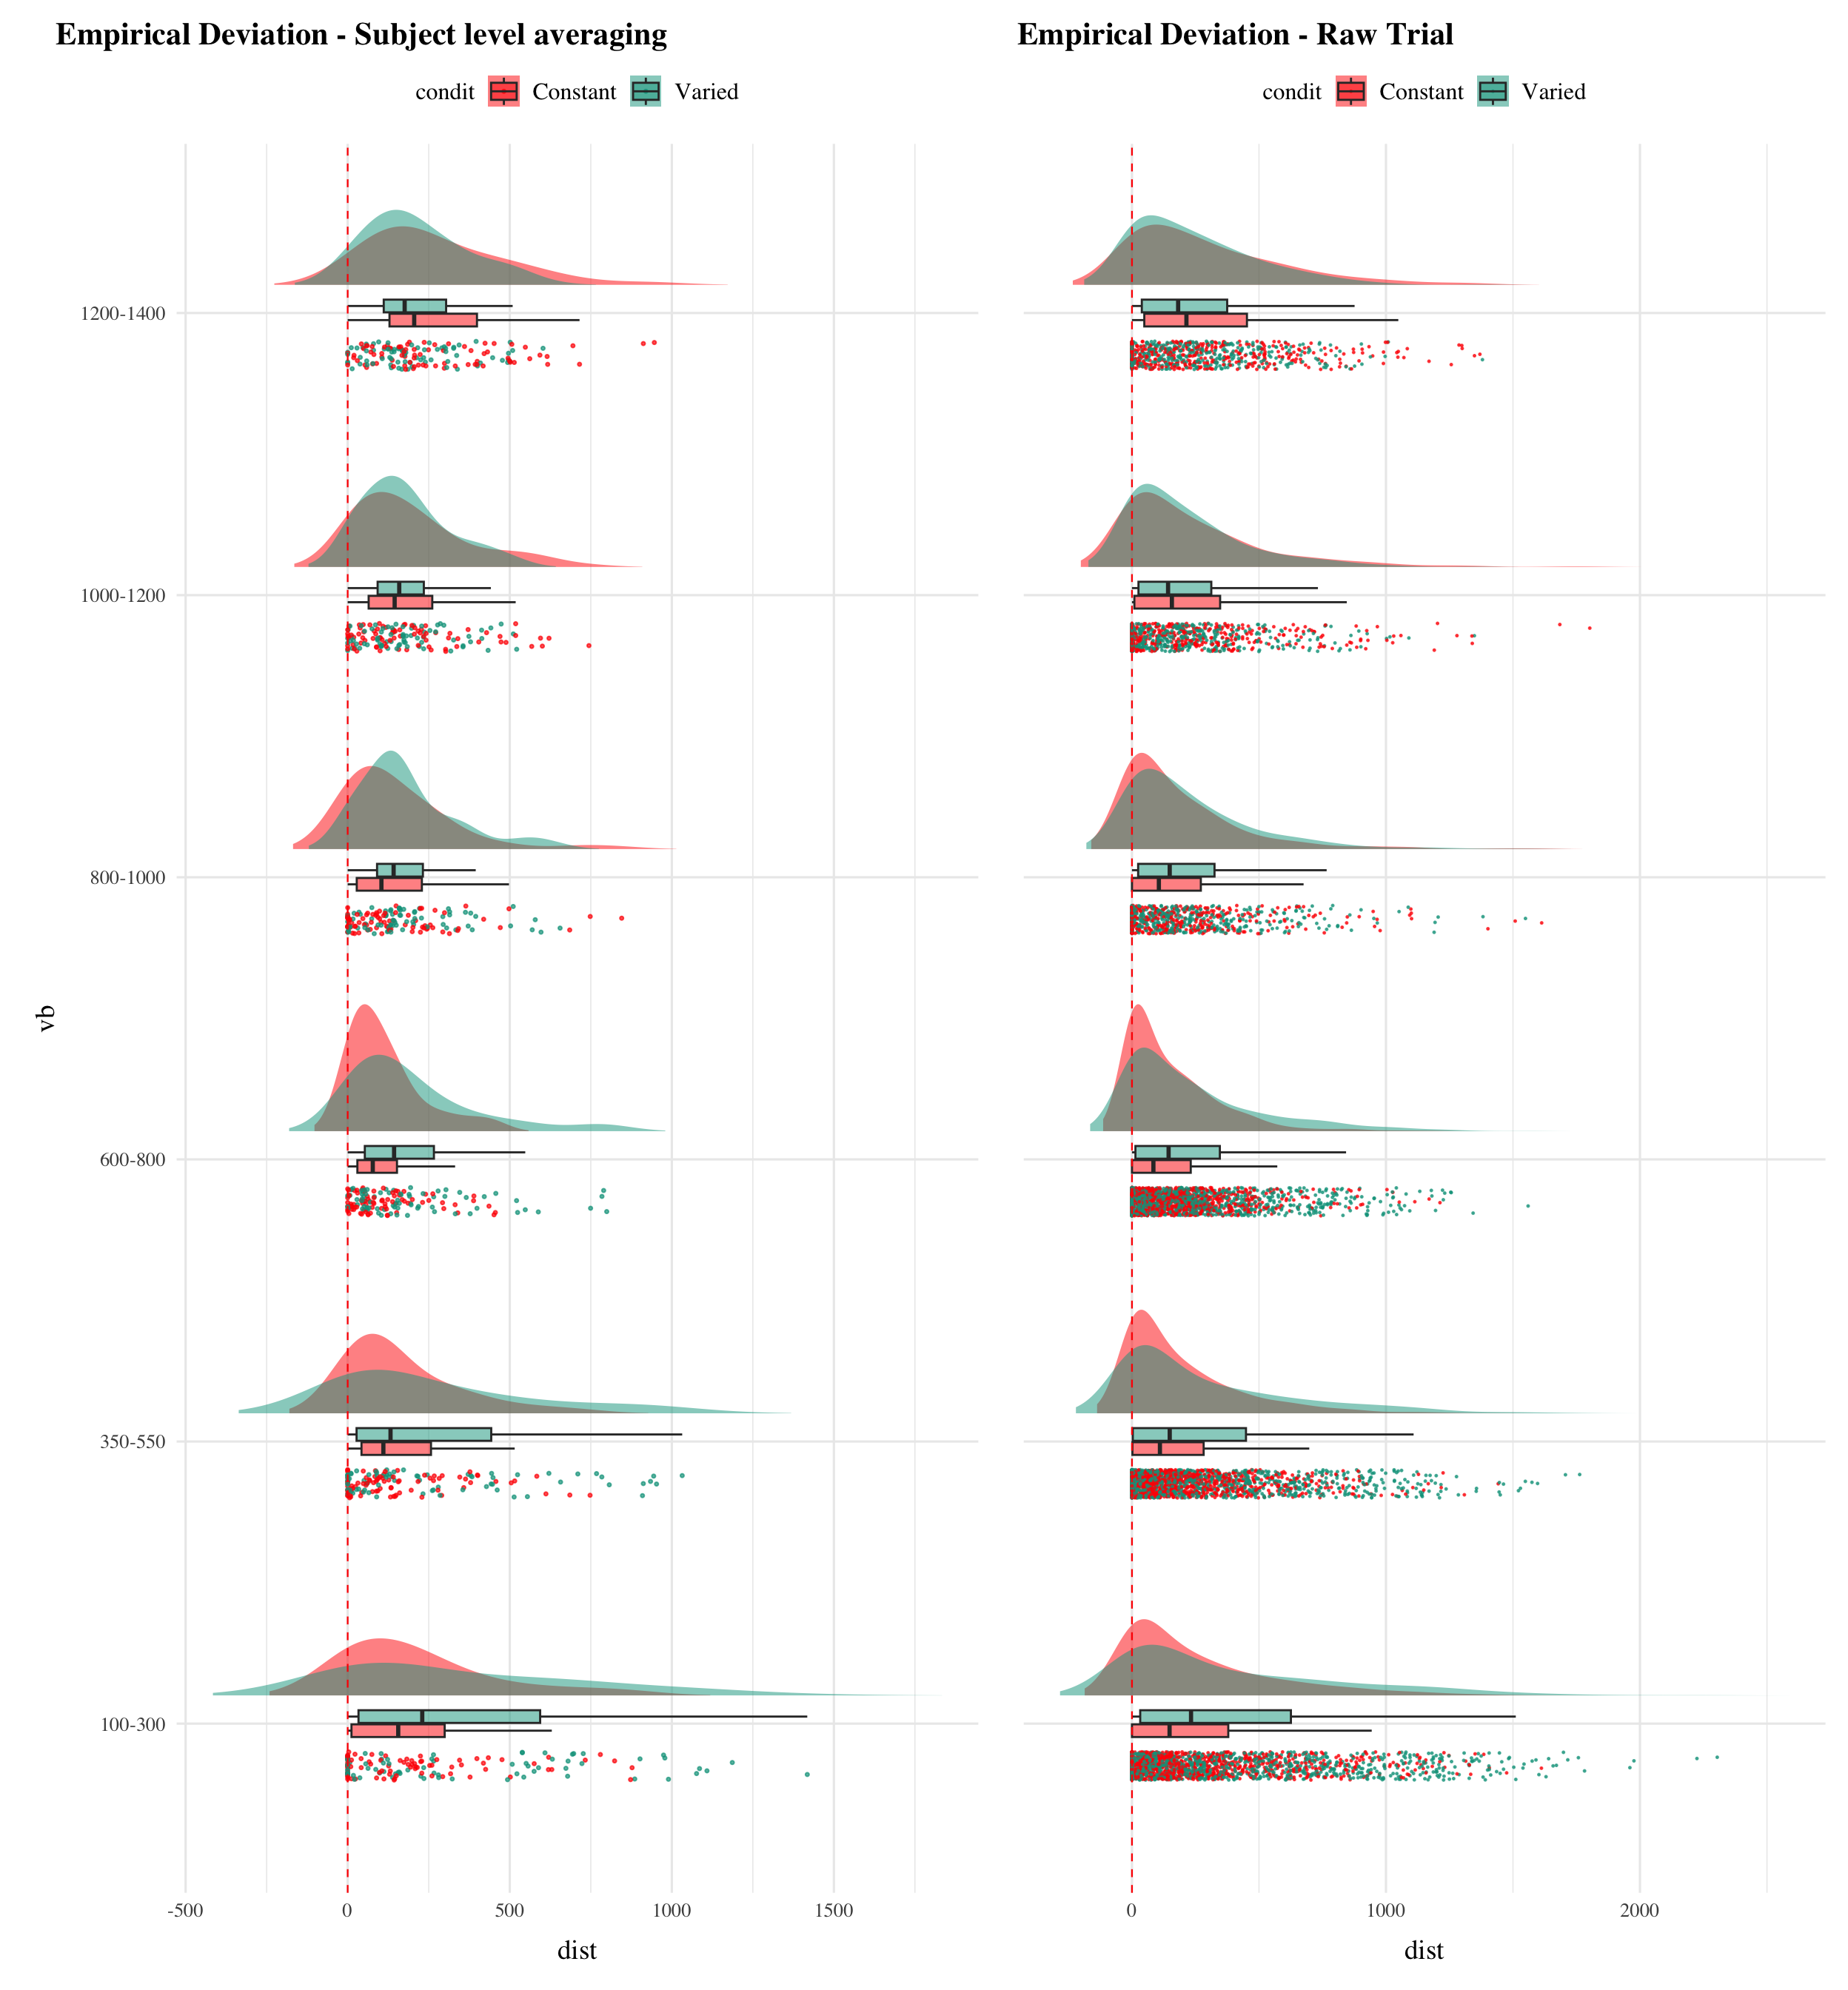 Empirical Deviation - Subject level averaging
condit Constant Varied
1200-1400
1000-1200
800-1000
600-800
350-550
100-300
vb
-500 0 500 1000 1500
dist
Empirical Deviation - Raw Trial
condit Constant Varied
0 1000 2000
dist